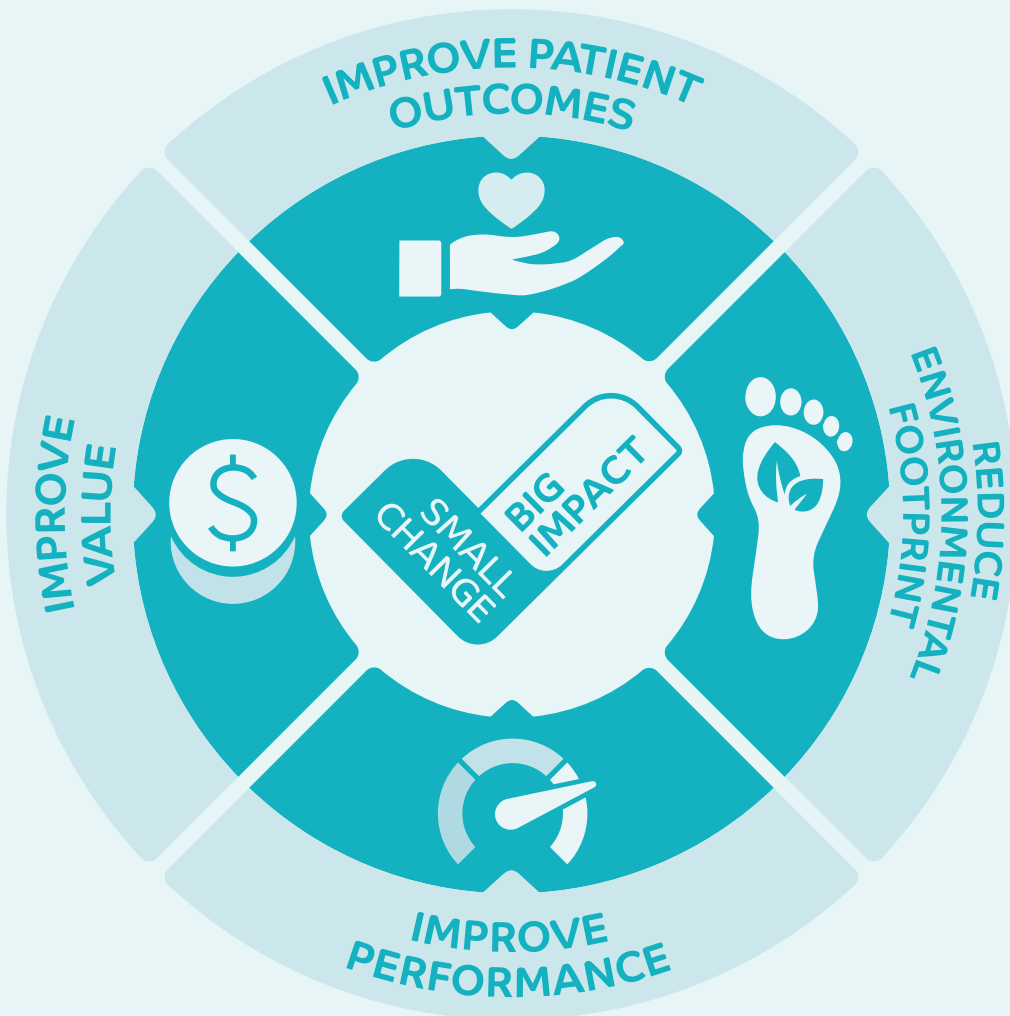 IMPROVE PATIENT
OUTCOMES
REDUCE
ENVIRONMENTAL
FOOTPRINT
IMPROVE
PERFORMANCE
IMPROVE
VALUE
$
SMALL
CHANGE
BIG
IMPACT